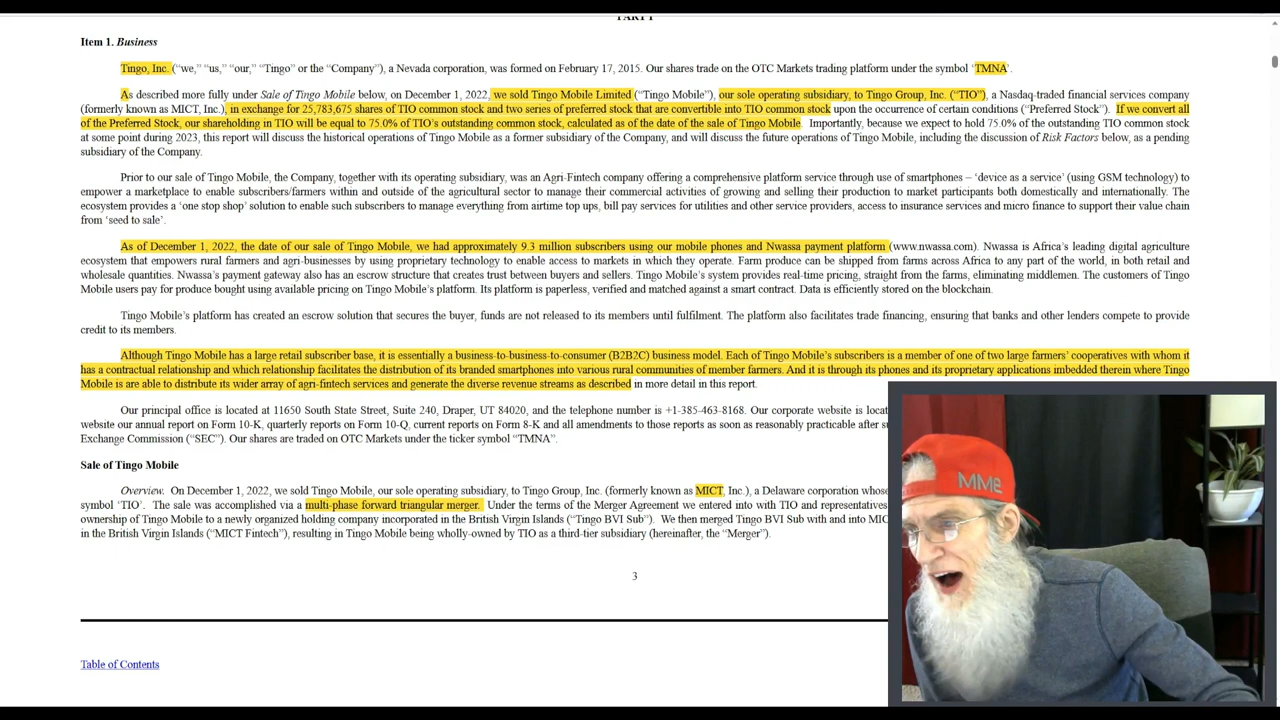 PART I
Item 1. Business
Tingo, Inc. (“we,” “us,” “our,” “Tingo” or the “Company”), a Nevada corporation, was formed on February 17, 2015. Our shares trade on the OTC Markets trading platform under the symbol ‘TMNA’.
As described more fully under Sale of Tingo Mobile below, on December 1, 2022, we sold Tingo Mobile Limited (“Tingo Mobile”), our sole operating subsidiary, to Tingo Group, Inc. (“TIO”), a Nasdaq-traded financial services company
(formerly known as MICT, Inc.), in exchange for 25,783,675 shares of TIO common stock and two series of preferred stock that are convertible into TIO common stock upon the occurrence of certain conditions (“Preferred Stock”). If we convert all
of the Preferred Stock, our shareholding in TIO will be equal to 75.0% of TIO’s outstanding common stock, calculated as of the date of the sale of Tingo Mobile. Importantly, because we expect to hold 75.0% of the outstanding TIO common stock
at some point during 2023, this report will discuss the historical operations of Tingo Mobile as a former subsidiary of the Company, and will discuss the future operations of Tingo Mobile, including the discussion of Risk Factors below, as a pending
subsidiary of the Company.
Prior to our sale of Tingo Mobile, the Company, together with its operating subsidiary, was an Agri-Fintech company offering a comprehensive platform service through use of smartphones – ‘device as a service’ (using GSM technology) to
empower a marketplace to enable subscribers/farmers within and outside of the agricultural sector to manage their commercial activities of growing and selling their production to market participants both domestically and internationally. The
ecosystem provides a ‘one stop shop’ solution to enable such subscribers to manage everything from airtime top ups, bill pay services for utilities and other service providers, access to insurance services and micro finance to support their value chain
from ‘seed to sale’.
As of December 1, 2022, the date of our sale of Tingo Mobile, we had approximately 9.3 million subscribers using our mobile phones and Nwassa payment platform (www.nwassa.com). Nwassa is Africa’s leading digital agriculture
ecosystem that empowers rural farmers and agri-businesses by using proprietary technology to enable access to markets in which they operate. Farm produce can be shipped from farms across Africa to any part of the world, in both retail and
wholesale quantities. Nwassa’s payment gateway also has an escrow structure that creates trust between buyers and sellers. Tingo Mobile’s system provides real-time pricing, straight from the farms, eliminating middlemen. The customers of Tingo
Mobile users pay for produce bought using available pricing on Tingo Mobile’s platform. Its platform is paperless, verified and matched against a smart contract. Data is efficiently stored on the blockchain.
Tingo Mobile’s platform has created an escrow solution that secures the buyer, funds are not released to its members until fulfilment. The platform also facilitates trade financing, ensuring that banks and other lenders compete to provide
credit to its members.
Although Tingo Mobile has a large retail subscriber base, it is essentially a business-to-business-to-consumer (B2B2C) business model. Each of Tingo Mobile’s subscribers is a member of one of two large farmers’ cooperatives with whom it
has a contractual relationship and which relationship facilitates the distribution of its branded smartphones into various rural communities of member farmers. And it is through its phones and its proprietary applications imbedded therein where Tingo
Mobile is are able to distribute its wider array of agri-fintech services and generate the diverse revenue streams as described in more detail in this report.
Our principal office is located at 11650 South State Street, Suite 240, Draper, UT 84020, and the telephone number is +1-385-463-8168. Our corporate website is locat
website our annual report on Form 10-K, quarterly reports on Form 10-Q, current reports on Form 8-K and all amendments to those reports as soon as reasonably practicable after su
Exchange Commission (“SEC”). Our shares are traded on OTC Markets under the ticker symbol “TMNA”.
Sale of Tingo Mobile
Overview. On December 1, 2022, we sold Tingo Mobile, our sole operating subsidiary, to Tingo Group, Inc. (formerly known as MICT, Inc.), a Delaware corporation whose
symbol ‘TIO’. The sale was accomplished via a multi-phase forward triangular merger. Under the terms of the Merger Agreement we entered into with TIO and representatives
ownership of Tingo Mobile to a newly organized holding company incorporated in the British Virgin Islands (“Tingo BVI Sub”). We then merged Tingo BVI Sub with and into MIC
in the British Virgin Islands (“MICT Fintech”), resulting in Tingo Mobile being wholly-owned by TIO as a third-tier subsidiary (hereinafter, the “Merger”).
3
Table of Contents
MMe